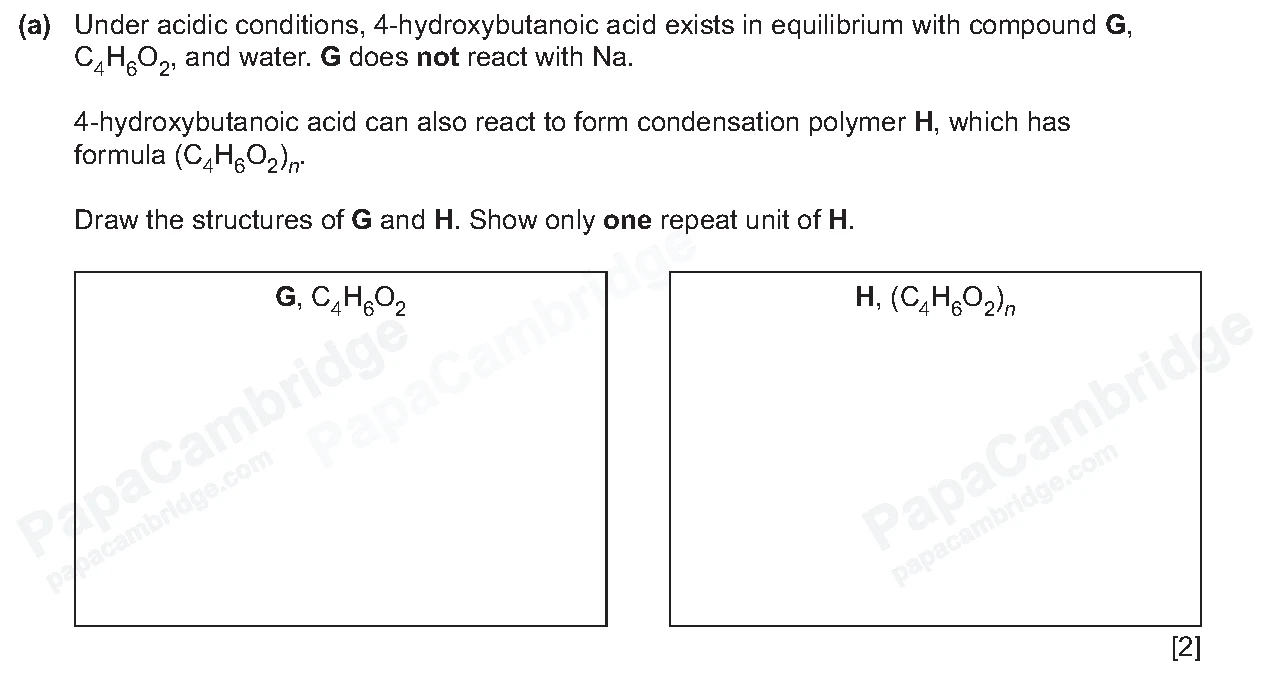 (a) Under acidic conditions, 4-hydroxybutanoic acid exists in equilibrium with compound G,
C₄H₆O₂, and water. G does not react with Na.
4-hydroxybutanoic acid can also react to form condensation polymer H, which has
formula (C₄H₆O₂)ₙ.
Draw the structures of G and H. Show only one repeat unit of H.
G, C₄H₆O₂
H, (C₄H₆O₂)ₙ
PapaCambridge
papacambridge.com
PapaCambridge
PapaCambridge
papacambridge.com
[2]